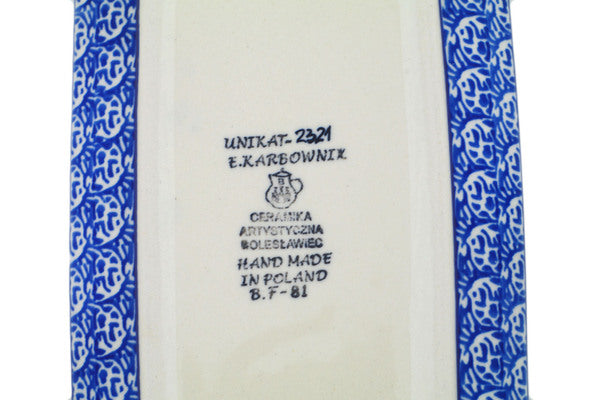 UNIKAT-2321
E.KARBOWNIK
CERAMIKA
ARTYSTYCZNA
BOLESŁAWIEC
HAND MADE
IN POLAND
B.F-81